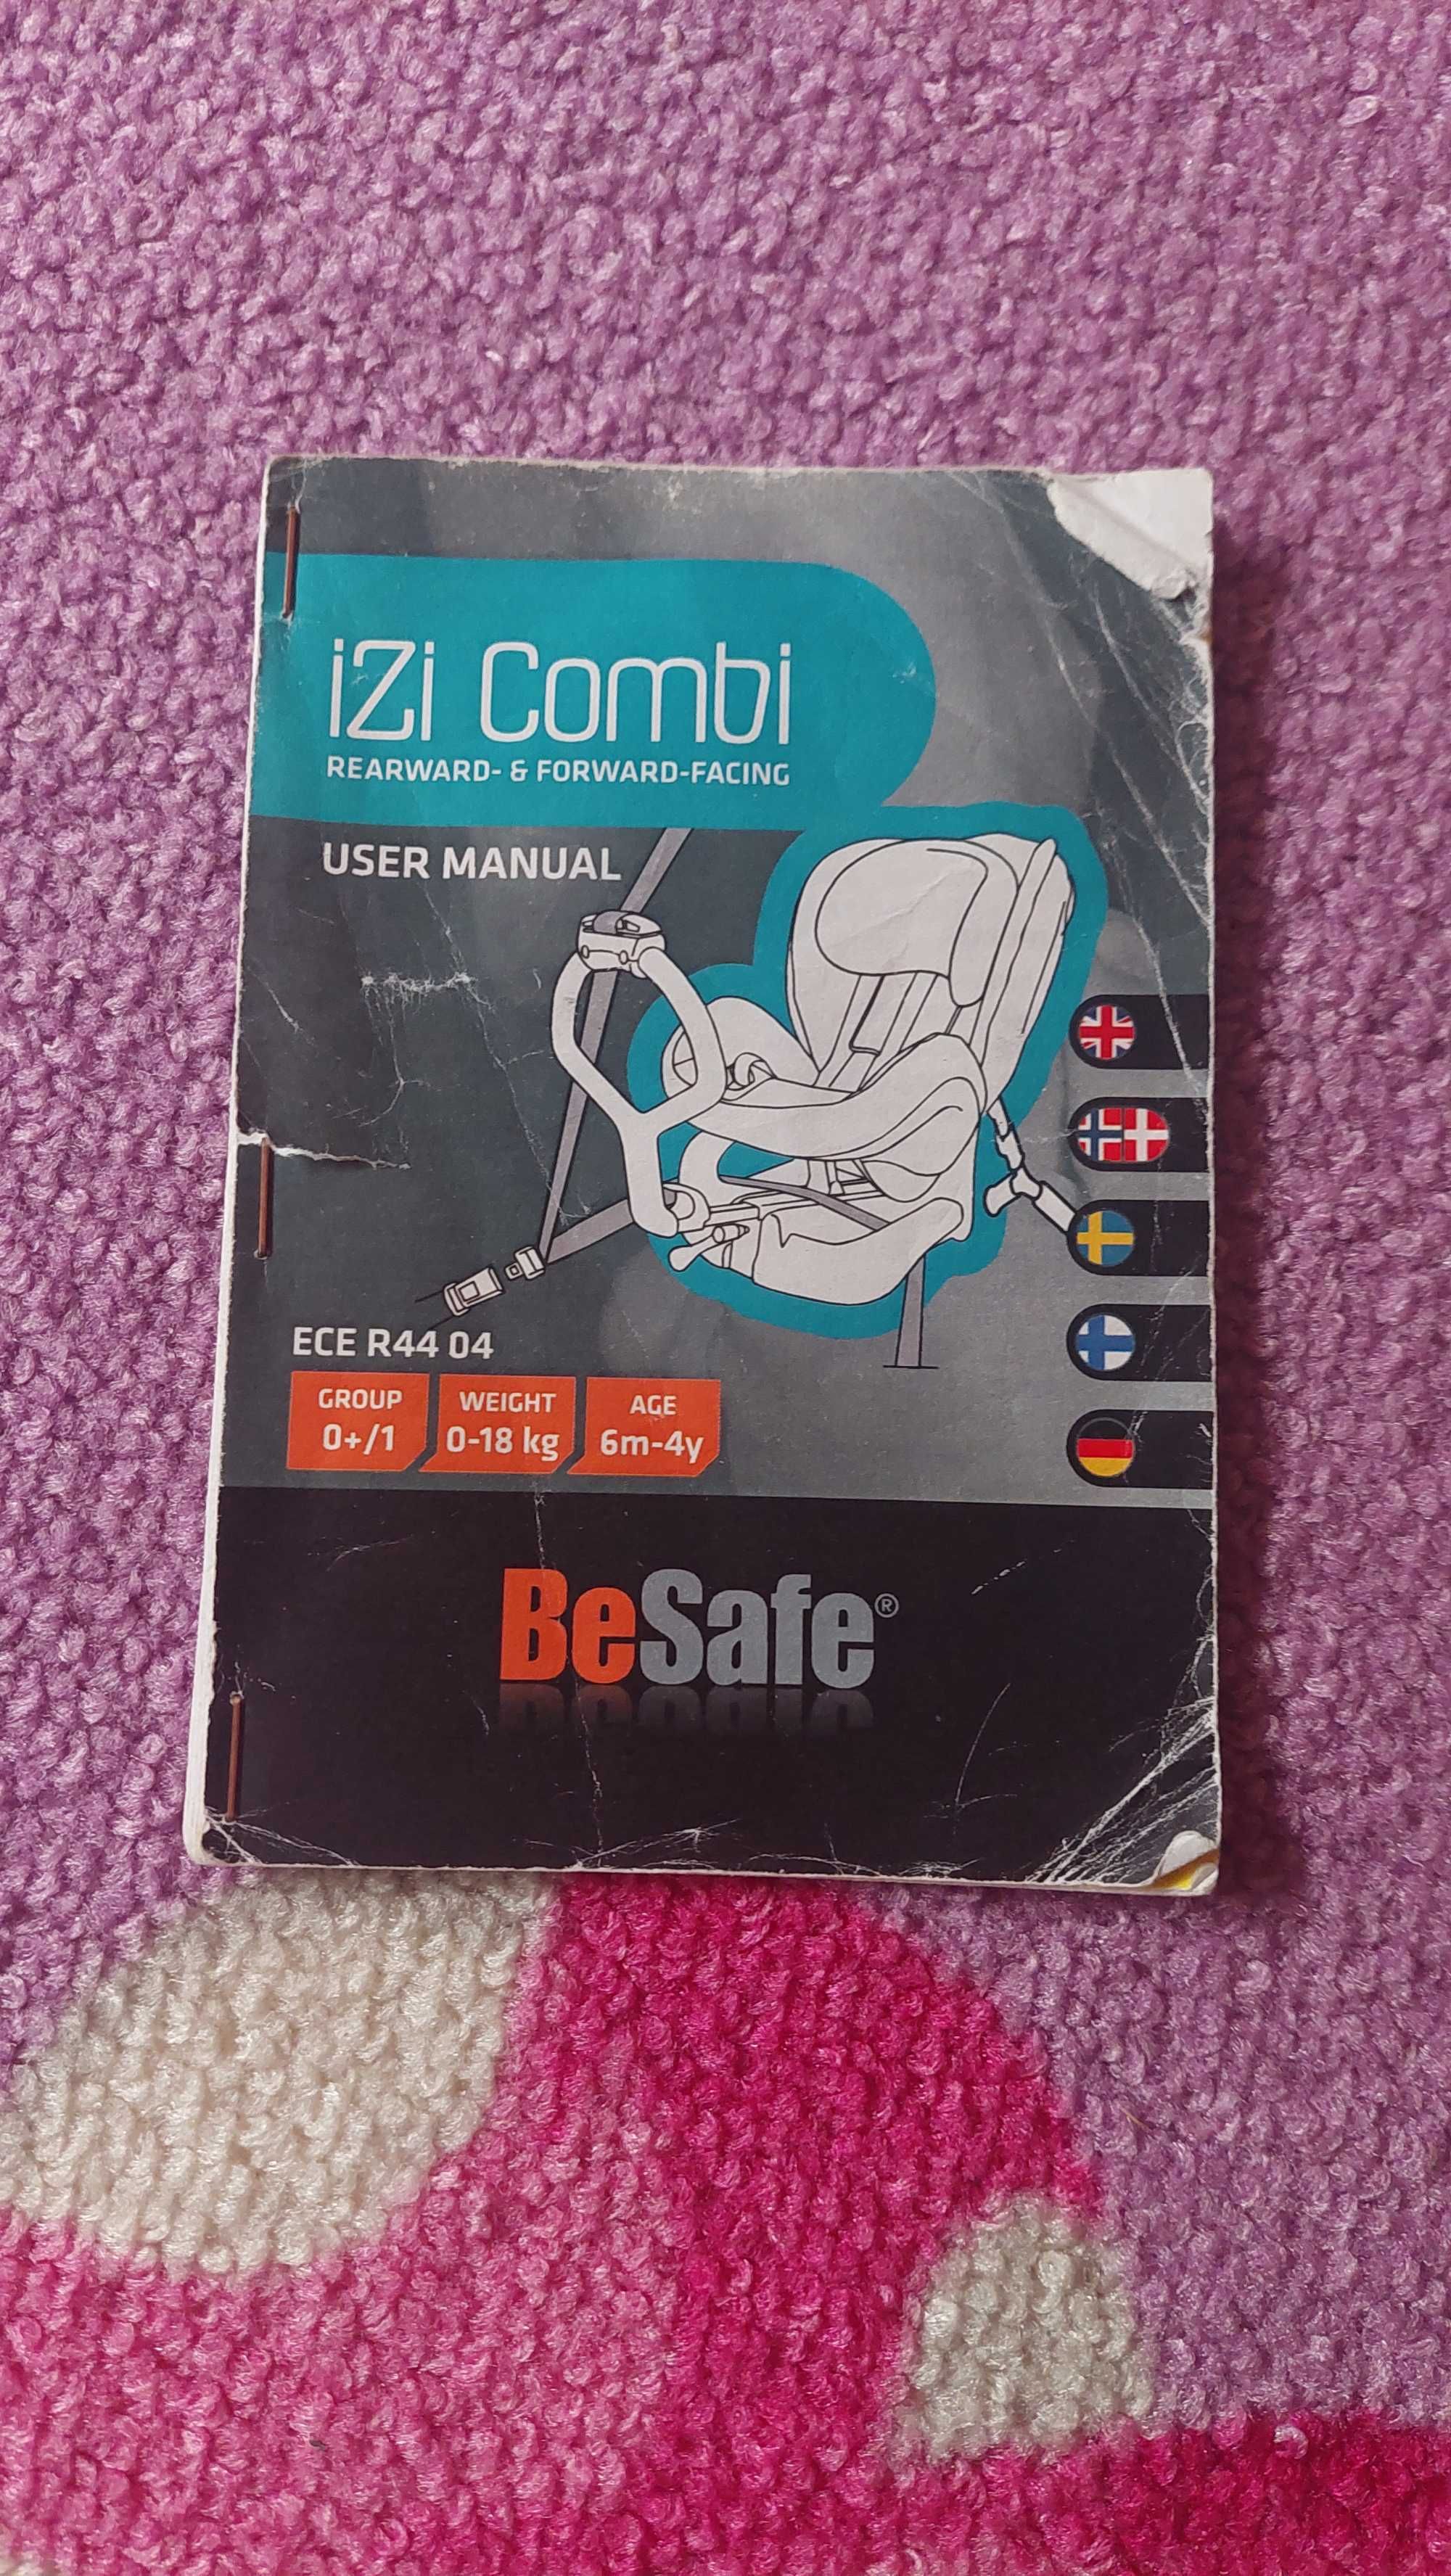 iZi Combi
REARWARD- & FORWARD-FACING
USER MANUAL
ECE R44 04
GROUP
0+/1
WEIGHT
0-18 kg
AGE
6m-4y
BeSafe®